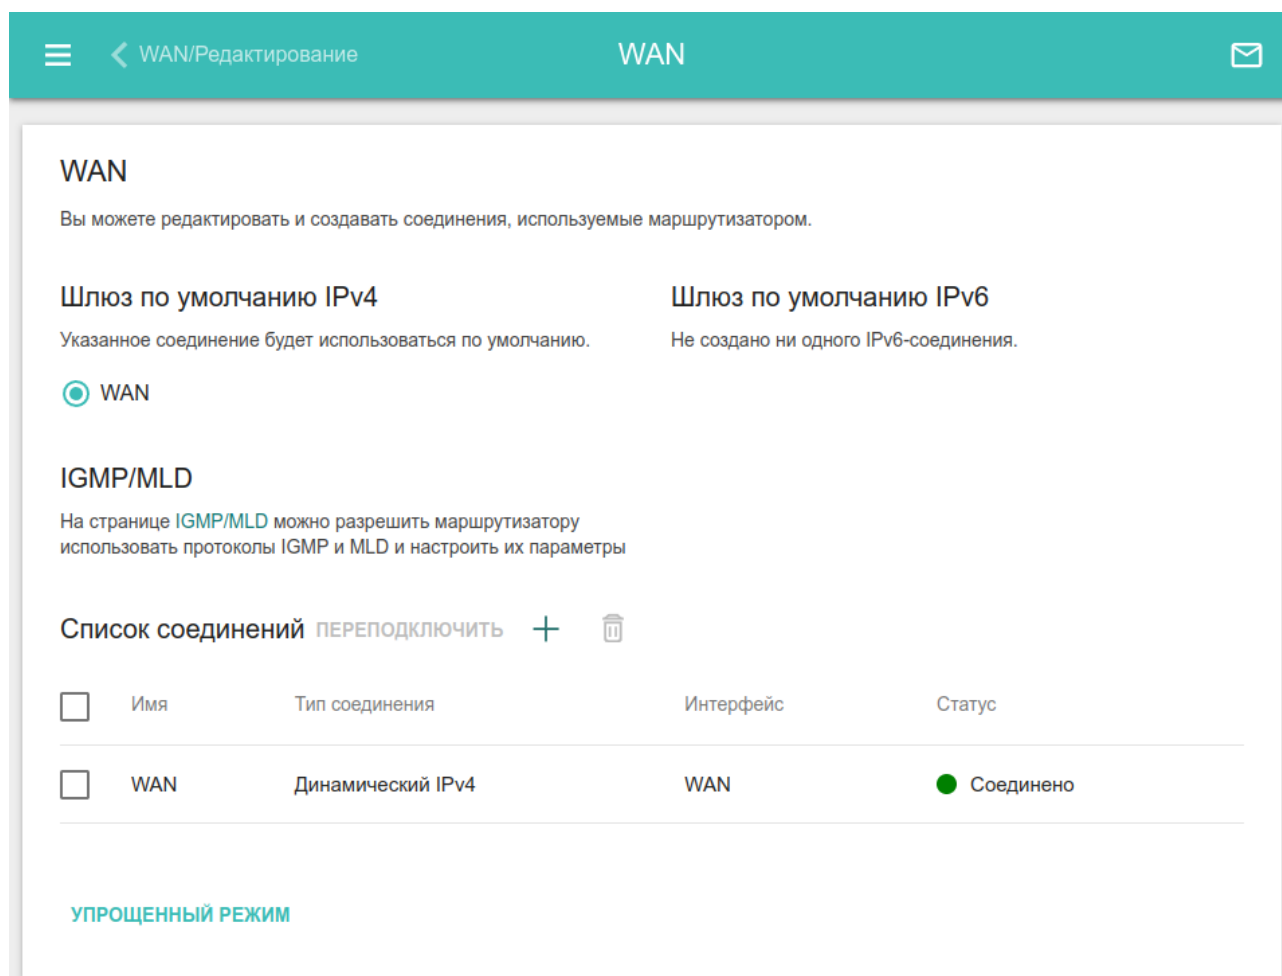 WAN/Редактирование
WAN
WAN
Вы можете редактировать и создавать соединения, используемые маршрутизатором.
Шлюз по умолчанию IPv4
Указанное соединение будет использоваться по умолчанию.
WAN
Шлюз по умолчанию IPv6
Не создано ни одного IPv6-соединения.
IGMP/MLD
На странице IGMP/MLD можно разрешить маршрутизатору
использовать протоколы IGMP и MLD и настроить их параметры
Список соединений ПЕРЕПОДКЛЮЧИТЬ
Имя Тип соединения Интерфейс Статус
WAN Динамический IPv4 WAN Соединено
УПРОЩЕННЫЙ РЕЖИМ